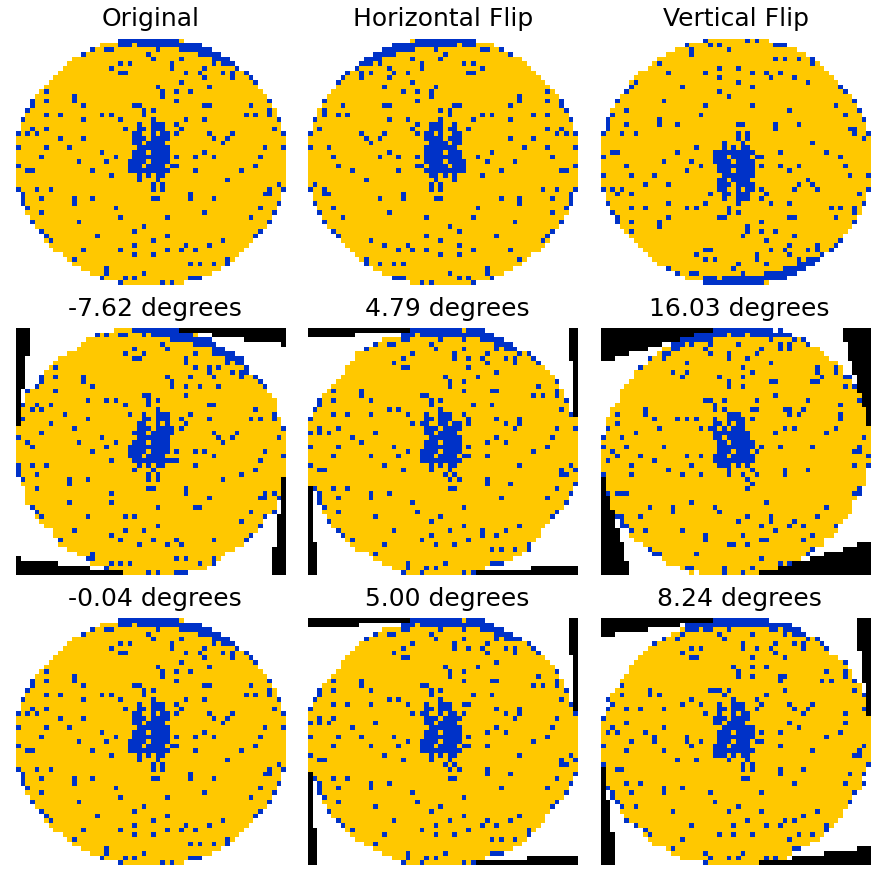 Original
Horizontal Flip
Vertical Flip
-7.62 degrees
4.79 degrees
16.03 degrees
-0.04 degrees
5.00 degrees
8.24 degrees